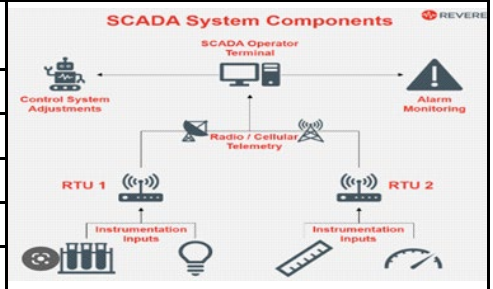 SCADA System Components
REVERE
SCADA Operator
Terminal
Control System
Adjustments
Alarm
Monitoring
Radio / Cellular
Telemetry
RTU 1
RTU 2
Instrumentation
Inputs
Instrumentation
Inputs